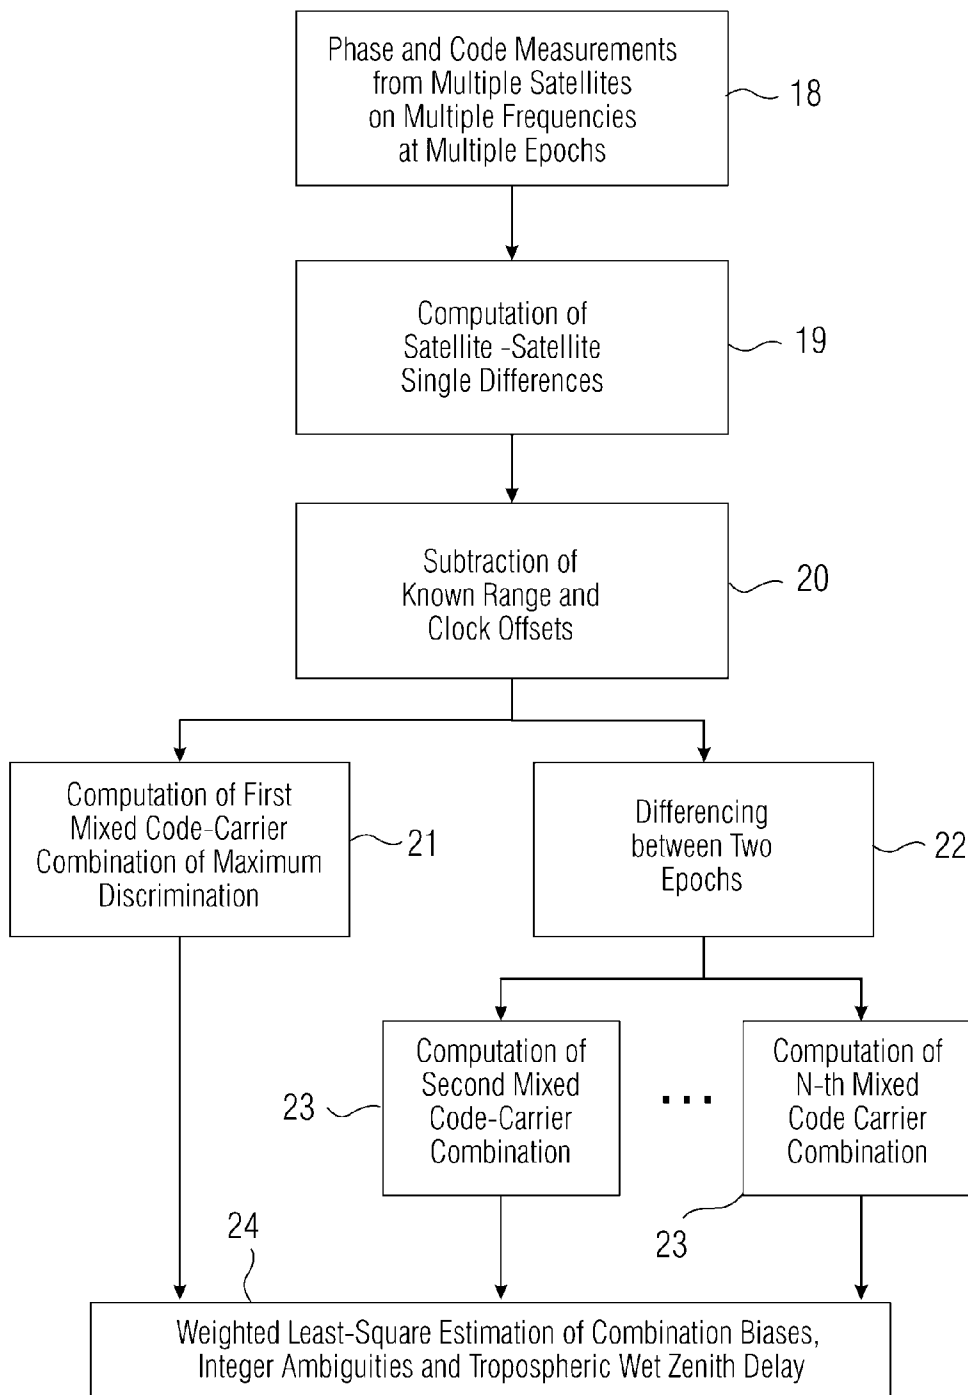 Phase and Code Measurements
from Multiple Satellites
on Multiple Frequencies
at Multiple Epochs
18
Computation of
Satellite -Satellite
Single Differences
19
Subtraction of
Known Range and
Clock Offsets
20
Computation of First
Mixed Code-Carrier
Combination of Maximum
Discrimination
21
Differencing
between Two
Epochs
22
Computation of
Second Mixed
Code-Carrier
Combination
23
...
Computation of
N-th Mixed
Code Carrier
Combination
23
24
Weighted Least-Square Estimation of Combination Biases,
Integer Ambiguities and Tropospheric Wet Zenith Delay